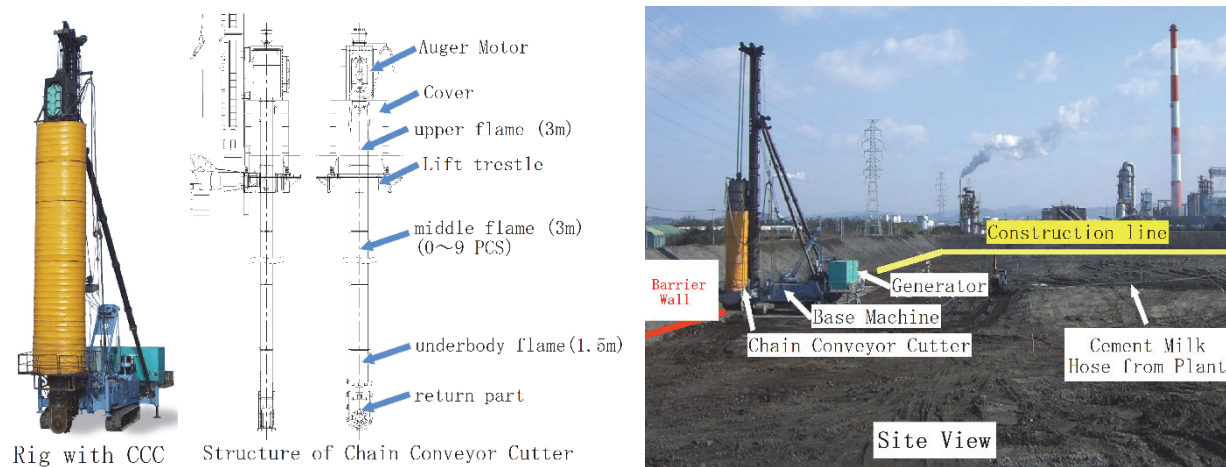 Auger Motor
Cover
upper flame (3m)
Lift trestle
middle flame (3m)
(0～9 PCS)
underbody flame(1.5m)
return part
Rig with CCC
Structure of Chain Conveyor Cutter
Construction line
Barrier
Wall
Generator
Base Machine
Chain Conveyor Cutter
Cement Milk
Hose from Plant
Site View